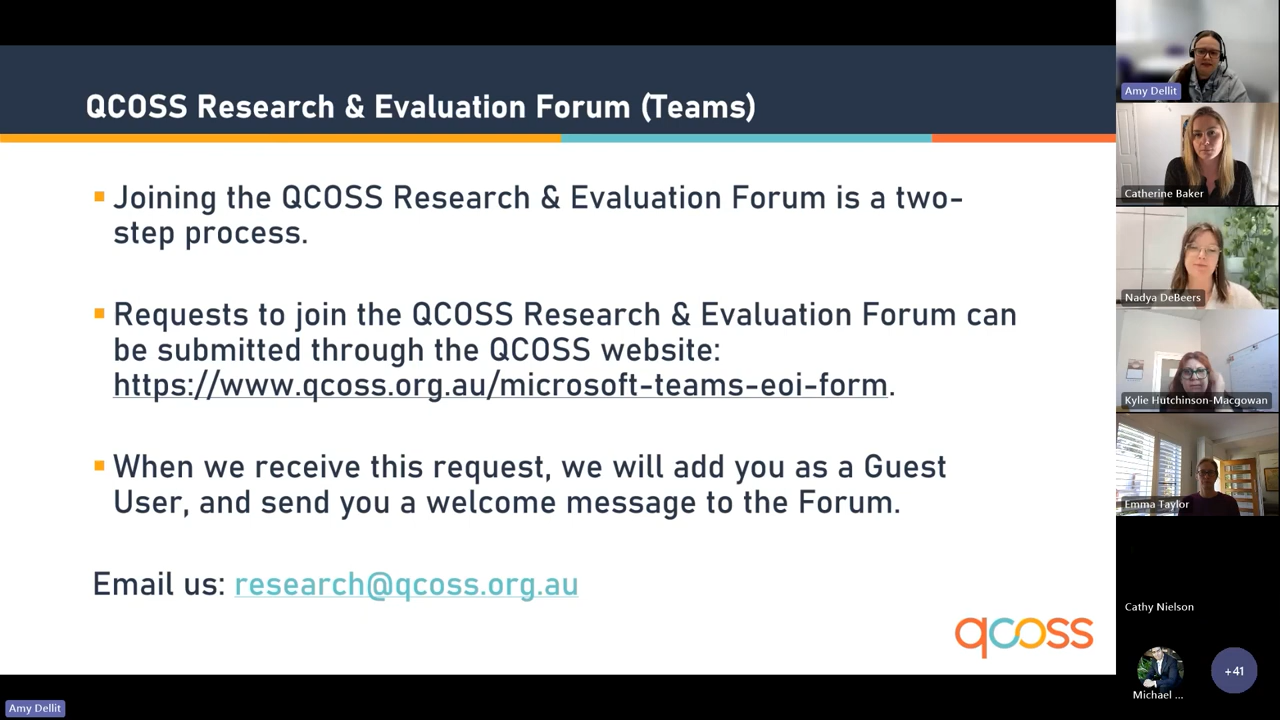 QCOSS Research & Evaluation Forum (Teams)
Joining the QCOSS Research & Evaluation Forum is a two-
step process.
Requests to join the QCOSS Research & Evaluation Forum can
be submitted through the QCOSS website:
https://www.qcoss.org.au/microsoft-teams-eoi-form.
When we receive this request, we will add you as a Guest
User, and send you a welcome message to the Forum.
Email us: research@qcoss.org.au
qcoss
Amy Dellit
Amy Dellit
Catherine Baker
Nadya DeBeers
Kylie Hutchinson-Macgowan
Emma Taylor
Cathy Nielson
Michael ...
+41